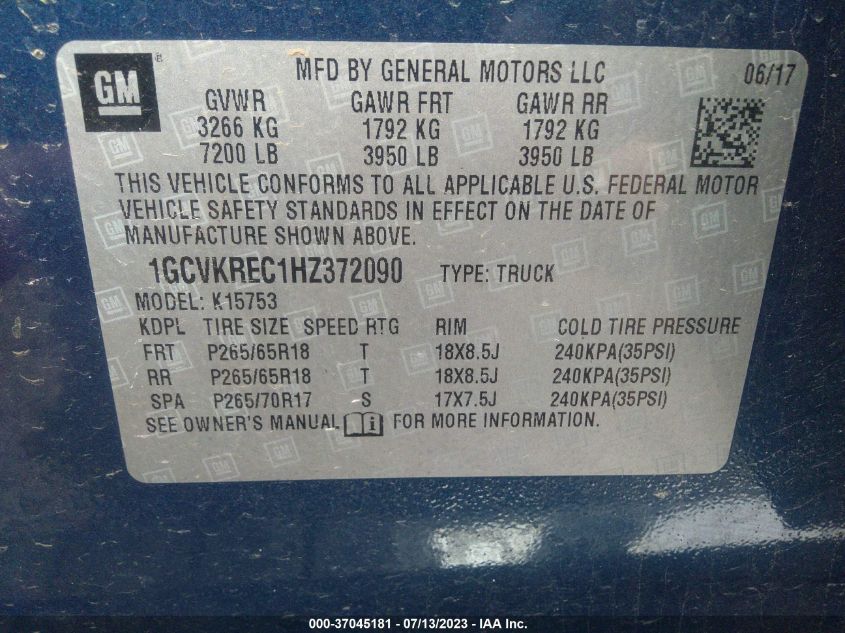 GM ® MFD BY GENERAL MOTORS LLC 06/17
GVWR GAWR FRT GAWR RR
3266 KG 1792 KG 1792 KG
7200 LB 3950 LB 3950 LB
THIS VEHICLE CONFORMS TO ALL APPLICABLE U.S. FEDERAL MOTOR
VEHICLE SAFETY STANDARDS IN EFFECT ON THE DATE OF
MANUFACTURE SHOWN ABOVE.
1GCVKREC1HZ372090 TYPE: TRUCK
MODEL: K15753
KDPL TIRE SIZE SPEED RTG RIM COLD TIRE PRESSURE
FRT P265/65R18 T 18X8.5J 240KPA(35PSI)
RR P265/65R18 T 18X8.5J 240KPA(35PSI)
SPA P265/70R17 S 17X7.5J 240KPA(35PSI)
SEE OWNER'S MANUAL i FOR MORE INFORMATION.
000-37045181 - 07/13/2023 - WWW.IAAI.COM